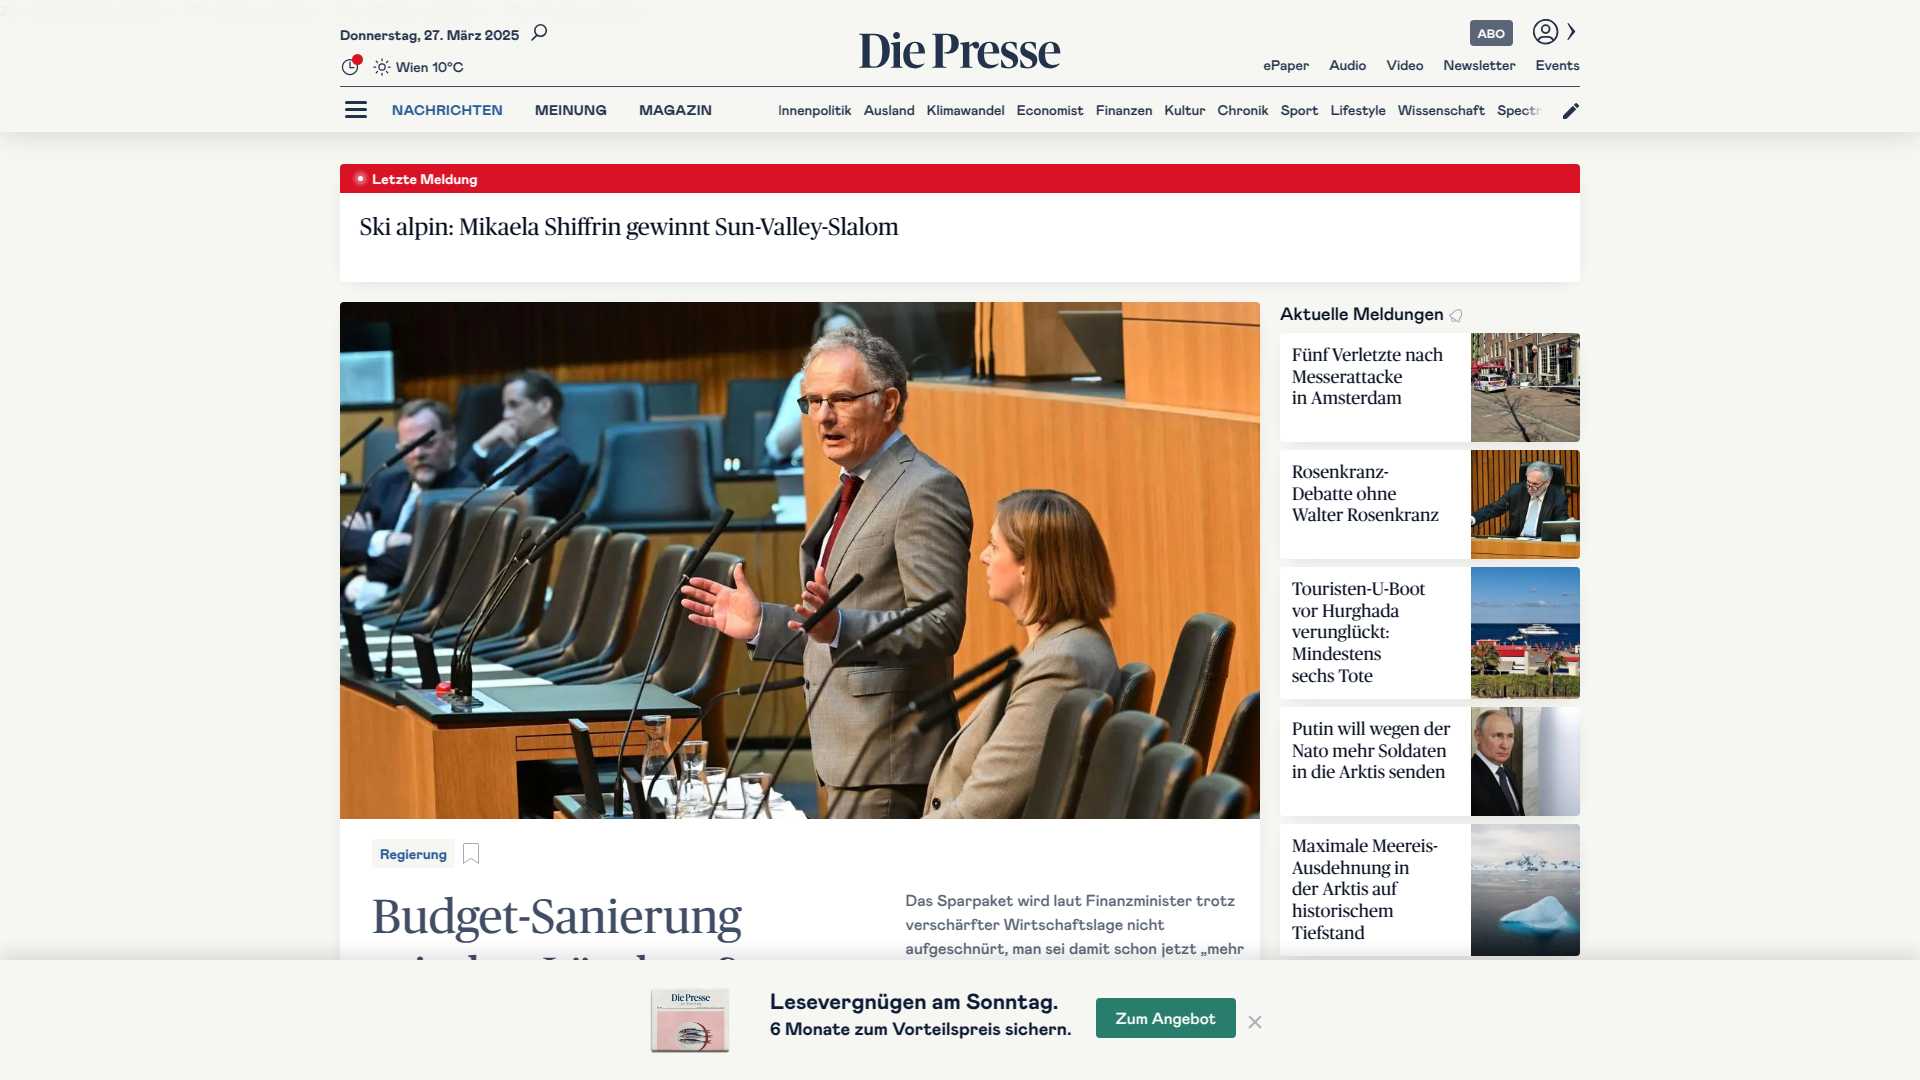 Donnerstag, 27. März 2025
Die Presse
ABO
Wien 10°C
ePaper Audio Video Newsletter Events
NACHRICHTEN MEINUNG MAGAZIN
Innenpolitik Ausland Klimawandel Economist Finanzen Kultur Chronik Sport Lifestyle Wissenschaft Spectr
Letzte Meldung
Ski alpin: Mikaela Shiffrin gewinnt Sun-Valley-Slalom
Regierung
Budget-Sanierung
Das Sparpaket wird laut Finanzminister trotz
verschärfter Wirtschaftslage nicht
aufgeschnürt, man sei damit schon jetzt „mehr
Aktuelle Meldungen
Fünf Verletzte nach
Messerattacke
in Amsterdam
Rosenkranz-
Debatte ohne
Walter Rosenkranz
Touristen-U-Boot
vor Hurghada
verunglückt:
Mindestens
sechs Tote
Putin will wegen der
Nato mehr Soldaten
in die Arktis senden
Maximale Meereis-
Ausdehnung in
der Arktis auf
historischem
Tiefstand
Die Presse
Lesevergnügen am Sonntag.
6 Monate zum Vorteilspreis sichern.
Zum Angebot